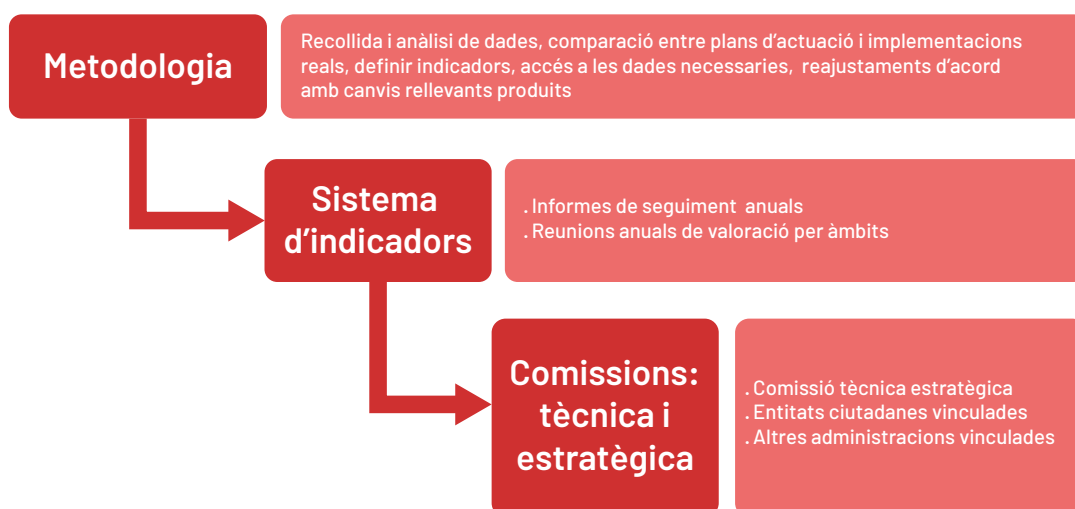 Metodologia
Recollida i anàlisi de dades, comparació entre plans d'actuació i implementacions
reals, definir indicadors, accés a les dades necessaries, reajustaments d'acord
amb canvis rellevants produits
Sistema
d'indicadors
. Informes de seguiment anuals
. Reunions anuals de valoració per àmbits
Comissions:
tècnica i
estratègica
. Comissió tècnica estratègica
. Entitats ciutadanes vinculades
. Altres administracions vinculades